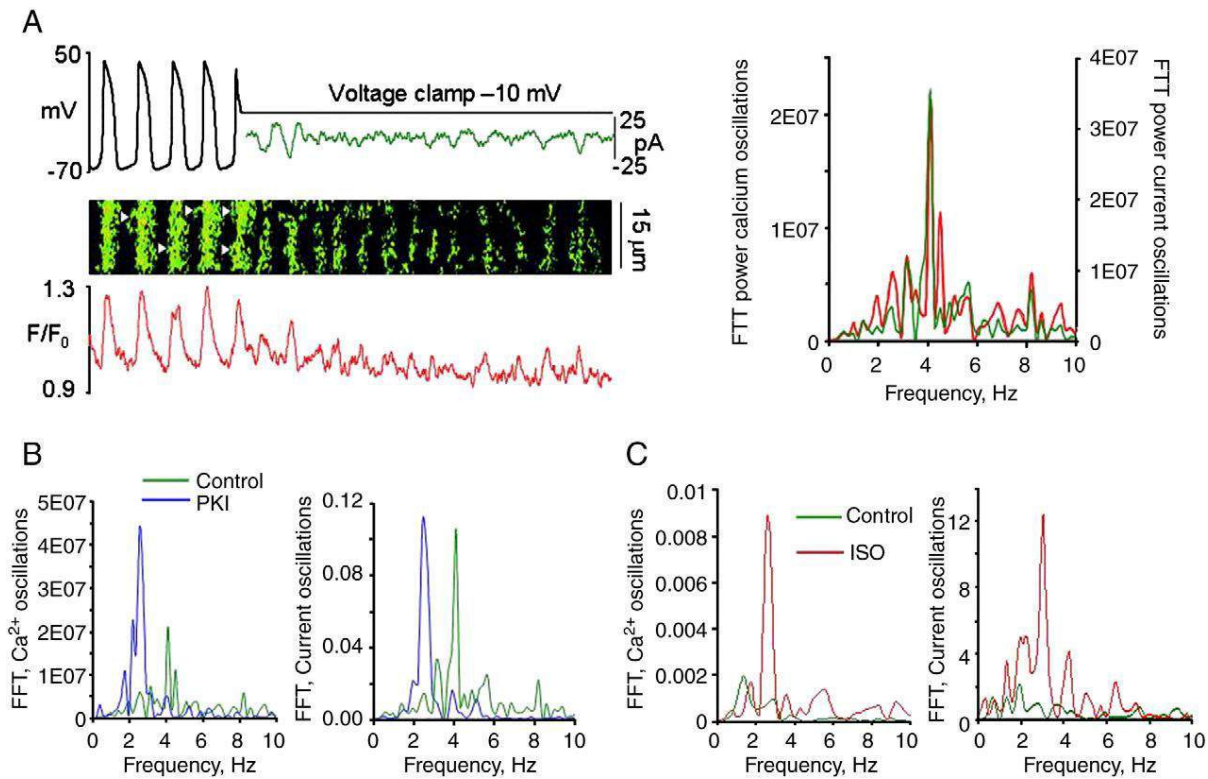 A
50
mV
-70
Voltage clamp –10 mV
25
pA
-25
15 µm
1.3
F/F0
0.9
FTT power calcium oscillations
2E07
1E07
0
4E07
3E07
2E07
1E07
0
FTT power current oscillations
0 2 4 6 8 10
Frequency, Hz
B
Control
PKI
FFT, Ca2+ oscillations
5E07
4E07
3E07
2E07
1E07
0
0 2 4 6 8 10
Frequency, Hz
FFT, Current oscillations
0.12
0.08
0.04
0.00
0 2 4 6 8 10
Frequency, Hz
C
Control
ISO
FFT, Ca2+ oscillations
0.01
0.008
0.006
0.004
0.002
0
0 2 4 6 8 10
Frequency, Hz
FFT, Current oscillations
12
8
4
0
0 2 4 6 8 10
Frequency, Hz